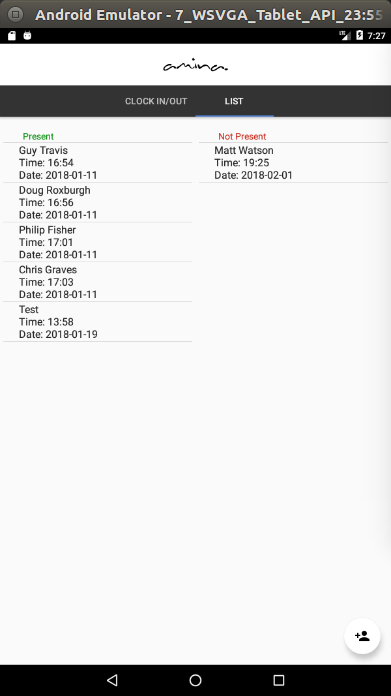 Android Emulator - 7_WSVGA_Tablet_API_23:55
7:27
amina.
CLOCK IN/OUT
LIST
Present
Guy Travis
Time: 16:54
Date: 2018-01-11
Doug Roxburgh
Time: 16:56
Date: 2018-01-11
Philip Fisher
Time: 17:01
Date: 2018-01-11
Chris Graves
Time: 17:03
Date: 2018-01-11
Test
Time: 13:58
Date: 2018-01-19
Not Present
Matt Watson
Time: 19:25
Date: 2018-02-01